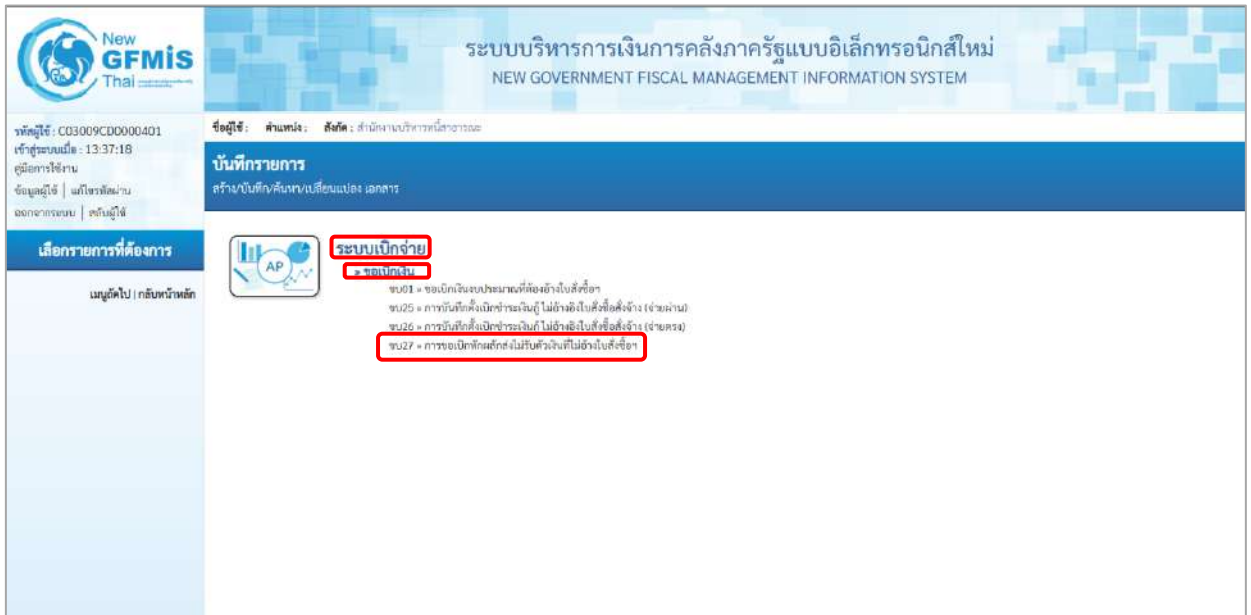 New
GFMiS
Thai
ระบบบริหารการเงินการคลังภาครัฐแบบอิเล็กทรอนิกส์ใหม่
NEW GOVERNMENT FISCAL MANAGEMENT INFORMATION SYSTEM
รหัสผู้ใช้ : C03009CD0000401
เข้าสู่ระบบเมื่อ : 13:37:18
คู่มือการใช้งาน
ข้อมูลผู้ใช้ | แก้ไขรหัสผ่าน
ออกจากระบบ | สลับผู้ใช้
ชื่อผู้ใช้ : ตำแหน่ง : สังกัด : สำนักงานบริหารหนี้สาธารณะ
บันทึกรายการ
สร้าง/บันทึก/ค้นหา/เปลี่ยนแปลง เอกสาร
เลือกรายการที่ต้องการ
เมนูถัดไป | กลับหน้าหลัก
AP
ระบบเบิกจ่าย
» ขอเบิกเงิน
ขบ01 » ขอเบิกเงินงบประมาณที่ต้องอ้างใบสั่งซื้อฯ
ขบ25 » การบันทึกตั้งเบิกชำระเงินกู้ ไม่อ้างอิงใบสั่งซื้อสั่งจ้าง (จ่ายผ่าน)
ขบ26 » การบันทึกตั้งเบิกชำระเงินกู้ ไม่อ้างอิงใบสั่งซื้อสั่งจ้าง (จ่ายตรง)
ขบ27 » การขอเบิกหักผลักส่งไม่รับตัวเงินที่ไม่อ้างใบสั่งซื้อฯ